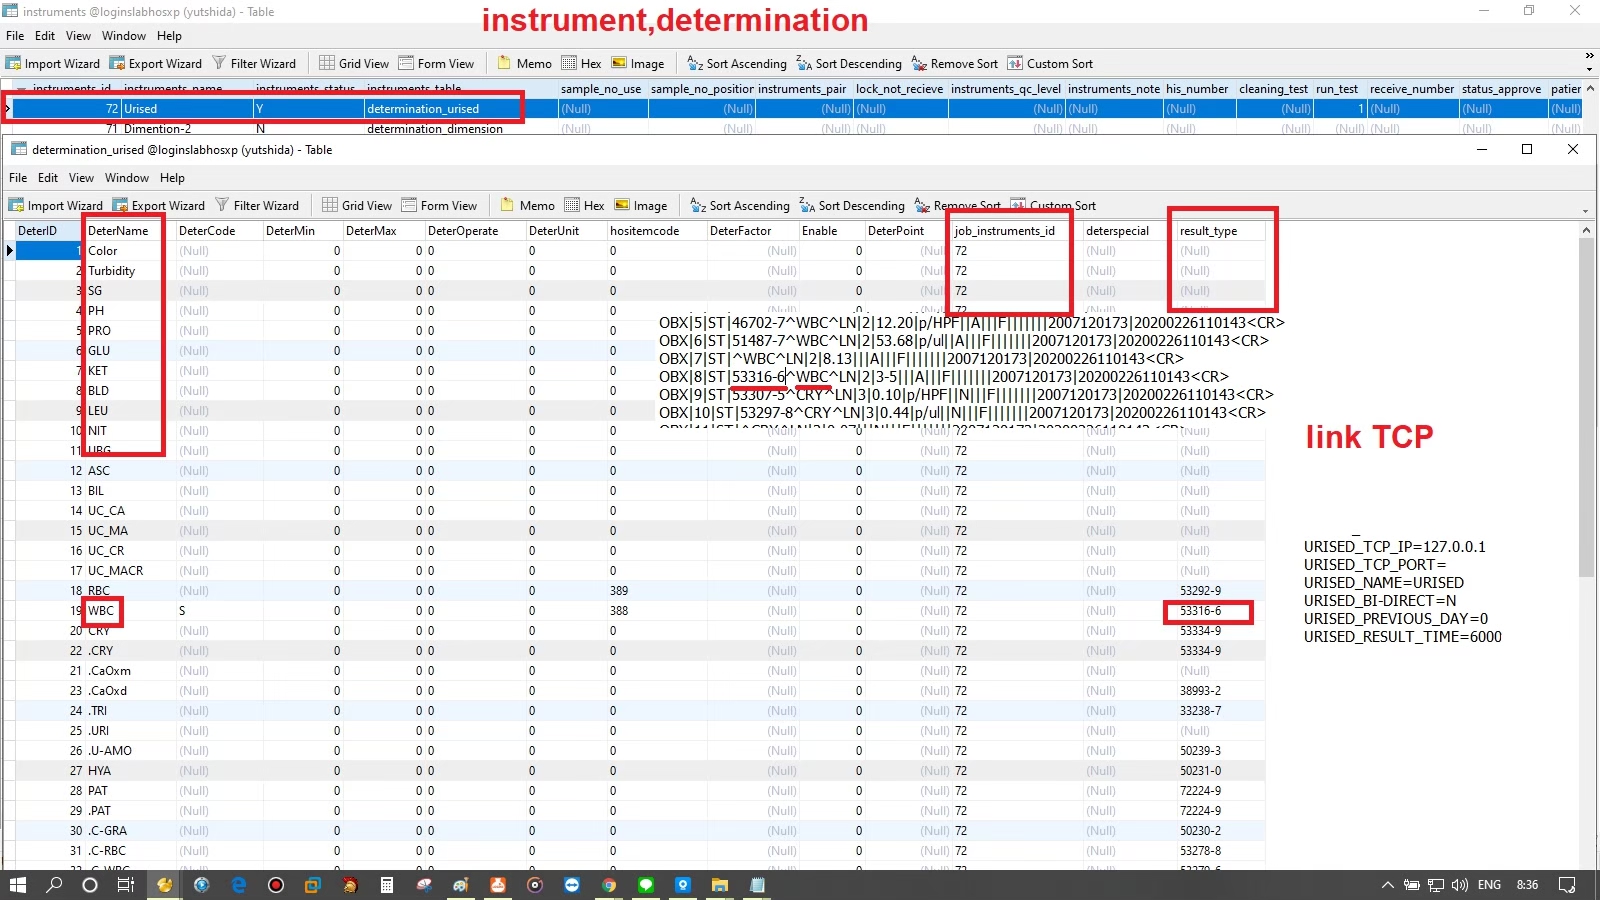 instruments @loginslabhosxp (yutshida) - Table
instrument,determination
File Edit View Window Help
Import Wizard Export Wizard Filter Wizard Grid View Form View Memo Hex Image Sort Ascending Sort Descending Remove Sort Custom Sort
instruments_id instruments_name instruments_status instruments_table sample_no_use sample_no_position instruments_pair lock_not_recieve instruments_qc_level instruments_note his_number cleaning_test run_test receive_number status_approve patien
72 Urised Y determination_urised (Null) (Null) (Null) (Null) (Null) (Null) (Null) (Null) 1 (Null) (Null) (Null)
71 Dimention-2 N determination_dimension (Null) (Null) (Null) (Null) (Null) (Null) (Null) (Null) (Null) (Null) (Null) (Null)
determination_urised @loginslabhosxp (yutshida) - Table
File Edit View Window Help
Import Wizard Export Wizard Filter Wizard Grid View Form View Memo Hex Image Sort Ascending Sort Descending Remove Sort Custom Sort
DeterID DeterName DeterCode DeterMin DeterMax DeterOperate DeterUnit hositemcode DeterFactor Enable DeterPoint job_instruments_id deterspecial result_type
1 Color (Null) 0 0 0 0 0 (Null) 0 (Null) 72 (Null) (Null)
2 Turbidity (Null) 0 0 0 0 0 (Null) 0 (Null) 72 (Null) (Null)
3 SG (Null) 0 0 0 0 0 (Null) 0 (Null) 72 (Null) (Null)
4 PH (Null) 0 0 0 0 0 72
5 PRO (Null) 0 0 0 0 0
6 GLU (Null) 0 0 0 0 0
7 KET (Null) 0 0 0 0 0
8 BLD (Null) 0 0 0 0 0
9 LEU (Null) 0 0 0 0 0
10 NIT (Null) 0 0 0 0 0 (Null) 0 (Null) 72 (Null) (Null)
11 UBG (Null) 0 0 0 0 0 (Null) 0 (Null) 72 (Null) (Null)
12 ASC (Null) 0 0 0 0 0 (Null) 0 (Null) 72 (Null) (Null)
13 BIL (Null) 0 0 0 0 0 (Null) 0 (Null) 72 (Null) (Null)
14 UC_CA (Null) 0 0 0 0 0 (Null) 0 (Null) 72 (Null) (Null)
15 UC_MA (Null) 0 0 0 0 0 (Null) 0 (Null) 72 (Null) (Null)
16 UC_CR (Null) 0 0 0 0 0 (Null) 0 (Null) 72 (Null) (Null)
17 UC_MACR (Null) 0 0 0 0 0 (Null) 0 (Null) 72 (Null) (Null)
18 RBC (Null) 0 0 0 0 389 (Null) 0 (Null) 72 (Null) 53292-9
19 WBC S 0 0 0 0 388 (Null) 0 (Null) 72 (Null) 53316-6
20 CRY (Null) 0 0 0 0 0 (Null) 0 (Null) 72 (Null) 53334-9
22 .CRY (Null) 0 0 0 0 0 (Null) 0 (Null) 72 (Null) 53334-9
21 .CaOxm (Null) 0 0 0 0 0 (Null) 0 (Null) 72 (Null) (Null)
23 .CaOxd (Null) 0 0 0 0 0 (Null) 0 (Null) 72 (Null) 38993-2
24 .TRI (Null) 0 0 0 0 0 (Null) 0 (Null) 72 (Null) 33238-7
25 .URI (Null) 0 0 0 0 0 (Null) 0 (Null) 72 (Null) (Null)
26 .U-AMO (Null) 0 0 0 0 0 (Null) 0 (Null) 72 (Null) 50239-3
27 HYA (Null) 0 0 0 0 0 (Null) 0 (Null) 72 (Null) 50231-0
28 PAT (Null) 0 0 0 0 0 (Null) 0 (Null) 72 (Null) 72224-9
29 .PAT (Null) 0 0 0 0 0 (Null) 0 (Null) 72 (Null) 72224-9
30 .C-GRA (Null) 0 0 0 0 0 (Null) 0 (Null) 72 (Null) 50230-2
31 .C-RBC (Null) 0 0 0 0 0 (Null) 0 (Null) 72 (Null) 53278-8
OBX|5|ST|46702-7^WBC^LN|2|12.20|p/HPF||A|||F|||||||2007120173|20200226110143<CR>
OBX|6|ST|51487-7^WBC^LN|2|53.68|p/ul||A|||F|||||||2007120173|20200226110143<CR>
OBX|7|ST|^WBC^LN|2|8.13|||A|||F|||||||2007120173|20200226110143<CR>
OBX|8|ST|53316-6^WBC^LN|2|3-5|||A|||F|||||||2007120173|20200226110143<CR>
OBX|9|ST|53307-5^CRY^LN|3|0.10|p/HPF||N|||F|||||||2007120173|20200226110143<CR>
OBX|10|ST|53297-8^CRY^LN|3|0.44|p/ul||N|||F|||||||2007120173|20200226110143<CR>
link TCP
URISED_TCP_IP=127.0.0.1
URISED_TCP_PORT=
URISED_NAME=URISED
URISED_BI-DIRECT=N
URISED_PREVIOUS_DAY=0
URISED_RESULT_TIME=6000
ENG 8:36